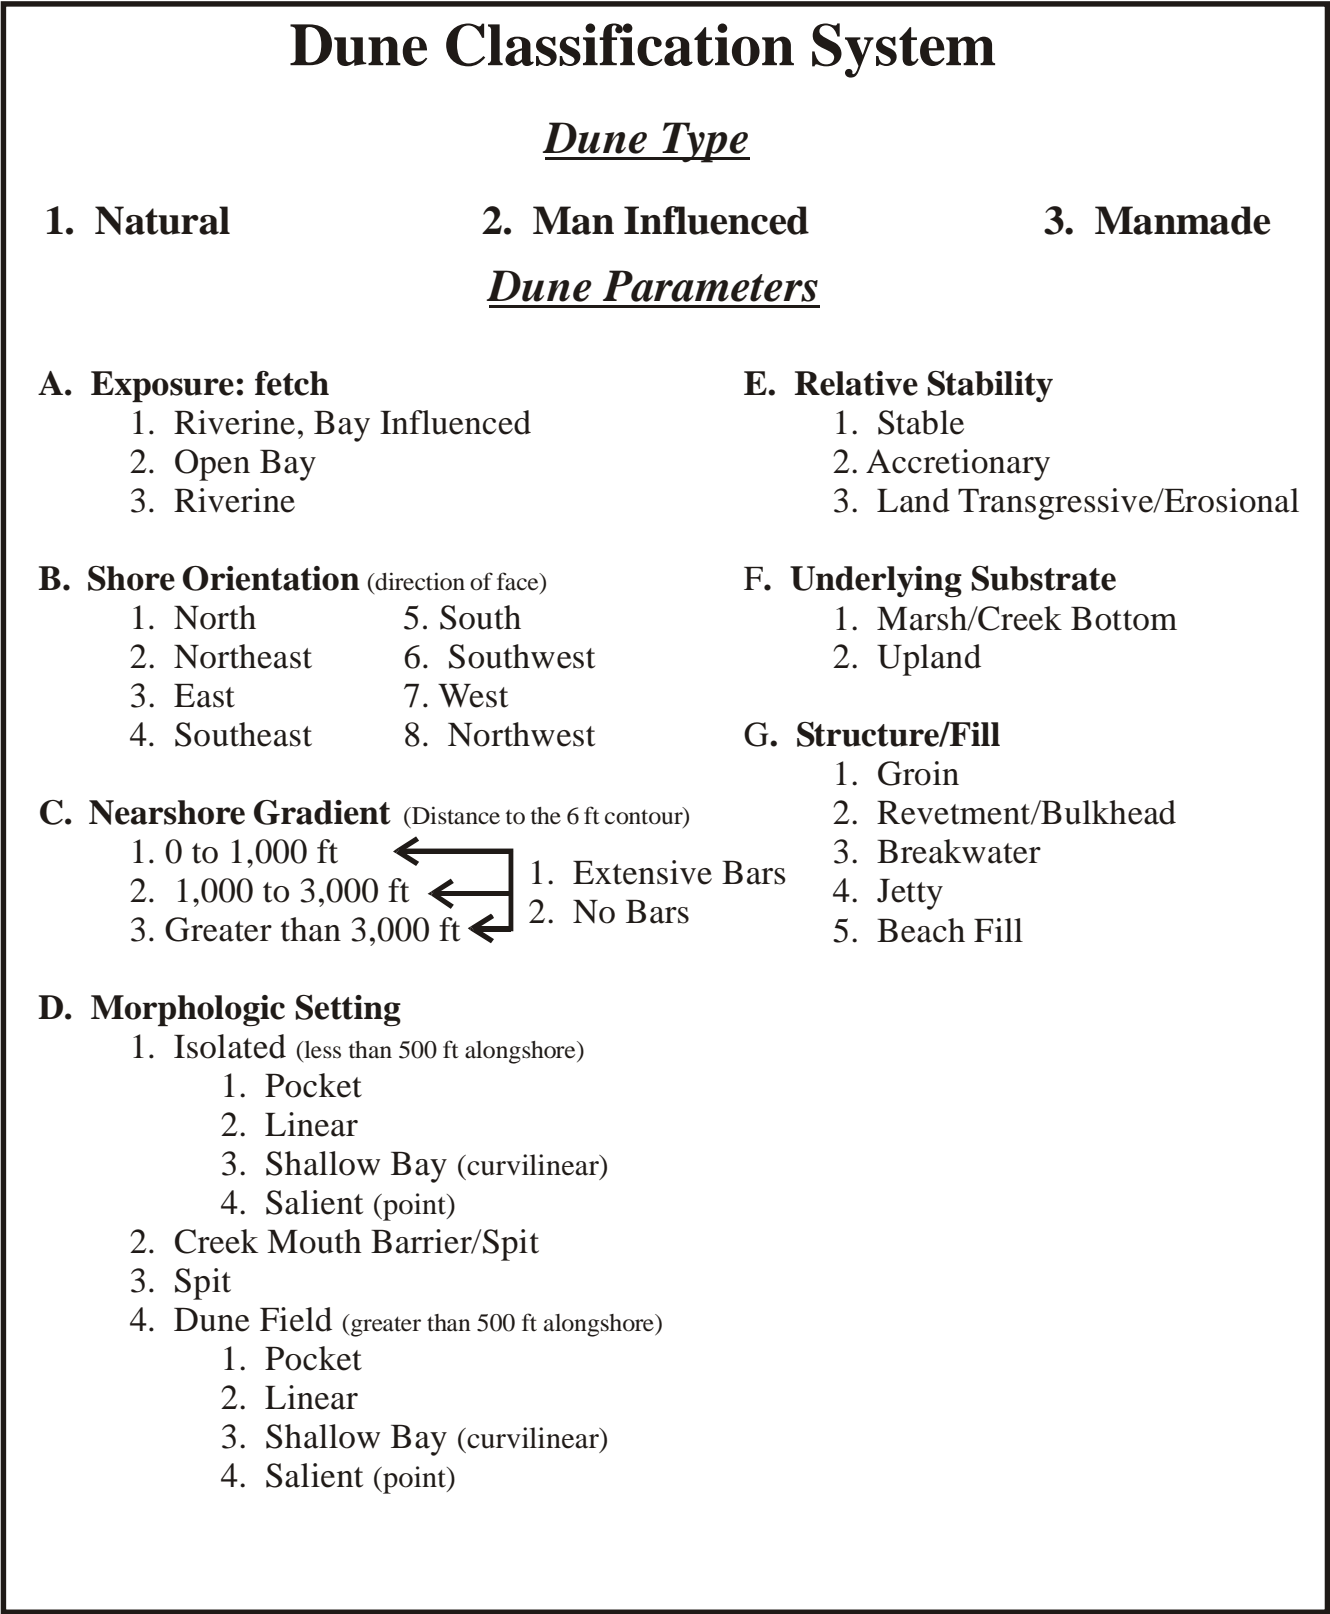 Dune Classification System
Dune Type
1. Natural 2. Man Influenced 3. Manmade
Dune Parameters
A. Exposure: fetch
1. Riverine, Bay Influenced
2. Open Bay
3. Riverine
B. Shore Orientation (direction of face)
1. North 5. South
2. Northeast 6. Southwest
3. East 7. West
4. Southeast 8. Northwest
C. Nearshore Gradient (Distance to the 6 ft contour)
1. 0 to 1,000 ft
2. 1,000 to 3,000 ft
3. Greater than 3,000 ft
1. Extensive Bars
2. No Bars
D. Morphologic Setting
1. Isolated (less than 500 ft alongshore)
1. Pocket
2. Linear
3. Shallow Bay (curvilinear)
4. Salient (point)
2. Creek Mouth Barrier/Spit
3. Spit
4. Dune Field (greater than 500 ft alongshore)
1. Pocket
2. Linear
3. Shallow Bay (curvilinear)
4. Salient (point)
E. Relative Stability
1. Stable
2. Accretionary
3. Land Transgressive/Erosional
F. Underlying Substrate
1. Marsh/Creek Bottom
2. Upland
G. Structure/Fill
1. Groin
2. Revetment/Bulkhead
3. Breakwater
4. Jetty
5. Beach Fill